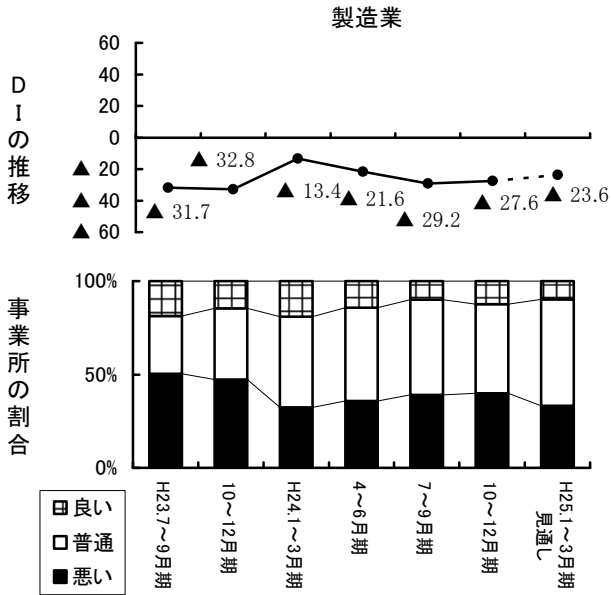 製造業
DIの推移
60
40
20
0
▲ 20
▲ 40
▲ 60
▲ 31.7
▲ 32.8
▲ 13.4
▲ 21.6
▲ 29.2
▲ 27.6
▲ 23.6
事業所の割合
100%
50%
0%
H23.7～9月期
10～12月期
H24.1～3月期
4～6月期
7～9月期
10～12月期
H25.1～3月期
見通し
良い
普通
悪い